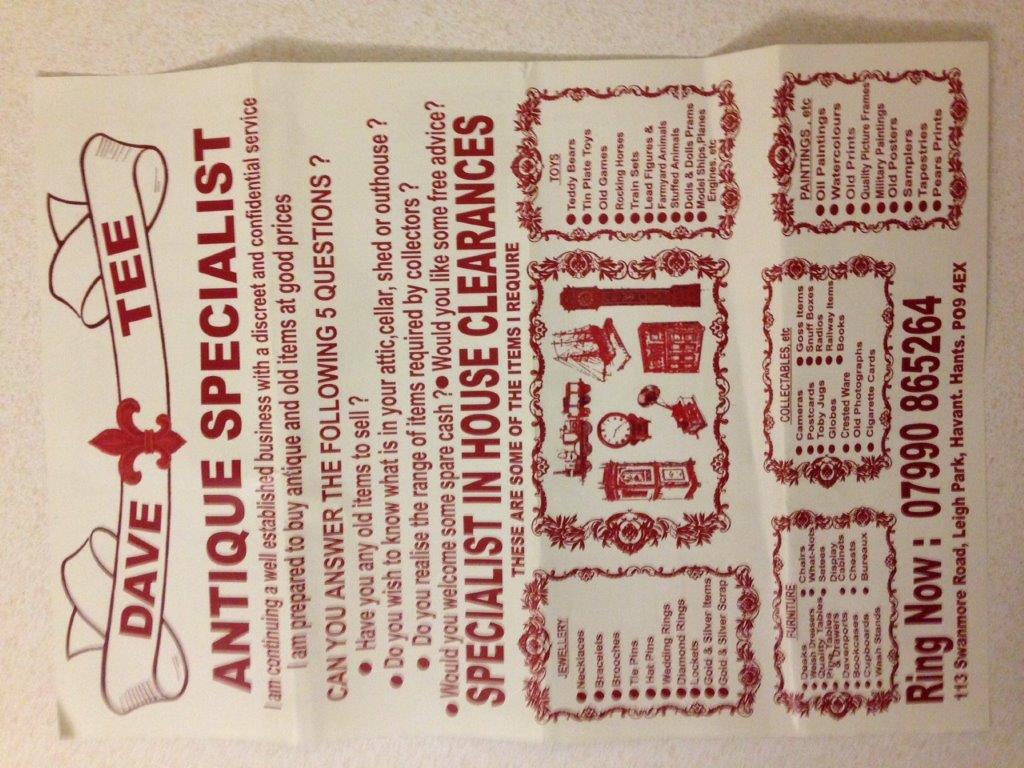 DAVE TEE
ANTIQUE SPECIALIST
I am continuing a well established business with a discreet and confidential service
I am prepared to buy antique and old items at good prices
CAN YOU ANSWER THE FOLLOWING 5 QUESTIONS ?
• Have you any old items to sell ?
• Do you wish to know what is in your attic,cellar, shed or outhouse ?
• Do you realise the range of items required by collectors ?
• Would you welcome some spare cash ? • Would you like some free advice?
SPECIALIST IN HOUSE CLEARANCES
THESE ARE SOME OF THE ITEMS I REQUIRE
JEWELLERY
• Necklaces
• Bracelets
• Brooches
• Tie Pins
• Hat Pins
• Wedding Rings
• Diamond Rings
• Lockets
• Gold & Silver Items
• Gold & Silver Scrap
TOYS
• Teddy Bears
• Tin Plate Toys
• Old Games
• Rocking Horses
• Train Sets
• Lead Figures &
Farmyard Animals
• Stuffed Animals
• Dolls & Dolls Prams
• Model Ships,Planes
Engines, etc
FURNITURE
• Desks
• Wash Dressers
• Quality Tables
• Pine Tables
& Drawers
• Davenports
• Bookcases
• Cupboards
• Wash Stands
• Chairs
• What-Nots
• Setees
• Display
Cabinets
• Chests
• Bureaux
COLLECTABLES, etc
• Cameras
• Postcards
• Toby Jugs
• Globes
• Crested Ware
• Old Photographs
• Cigarette Cards
• Goss Items
• Snuff Boxes
• Radios
• Railway Items
• Books
PAINTINGS, etc
• Oil Paintings
• Watercolours
• Old Prints
• Quality Picture Frames
• Military Paintings
• Old Posters
• Samplers
• Tapestries
• Pears Prints
Ring Now : 07990 865264
113 Swanmore Road, Leigh Park, Havant. Hants. PO9 4EX